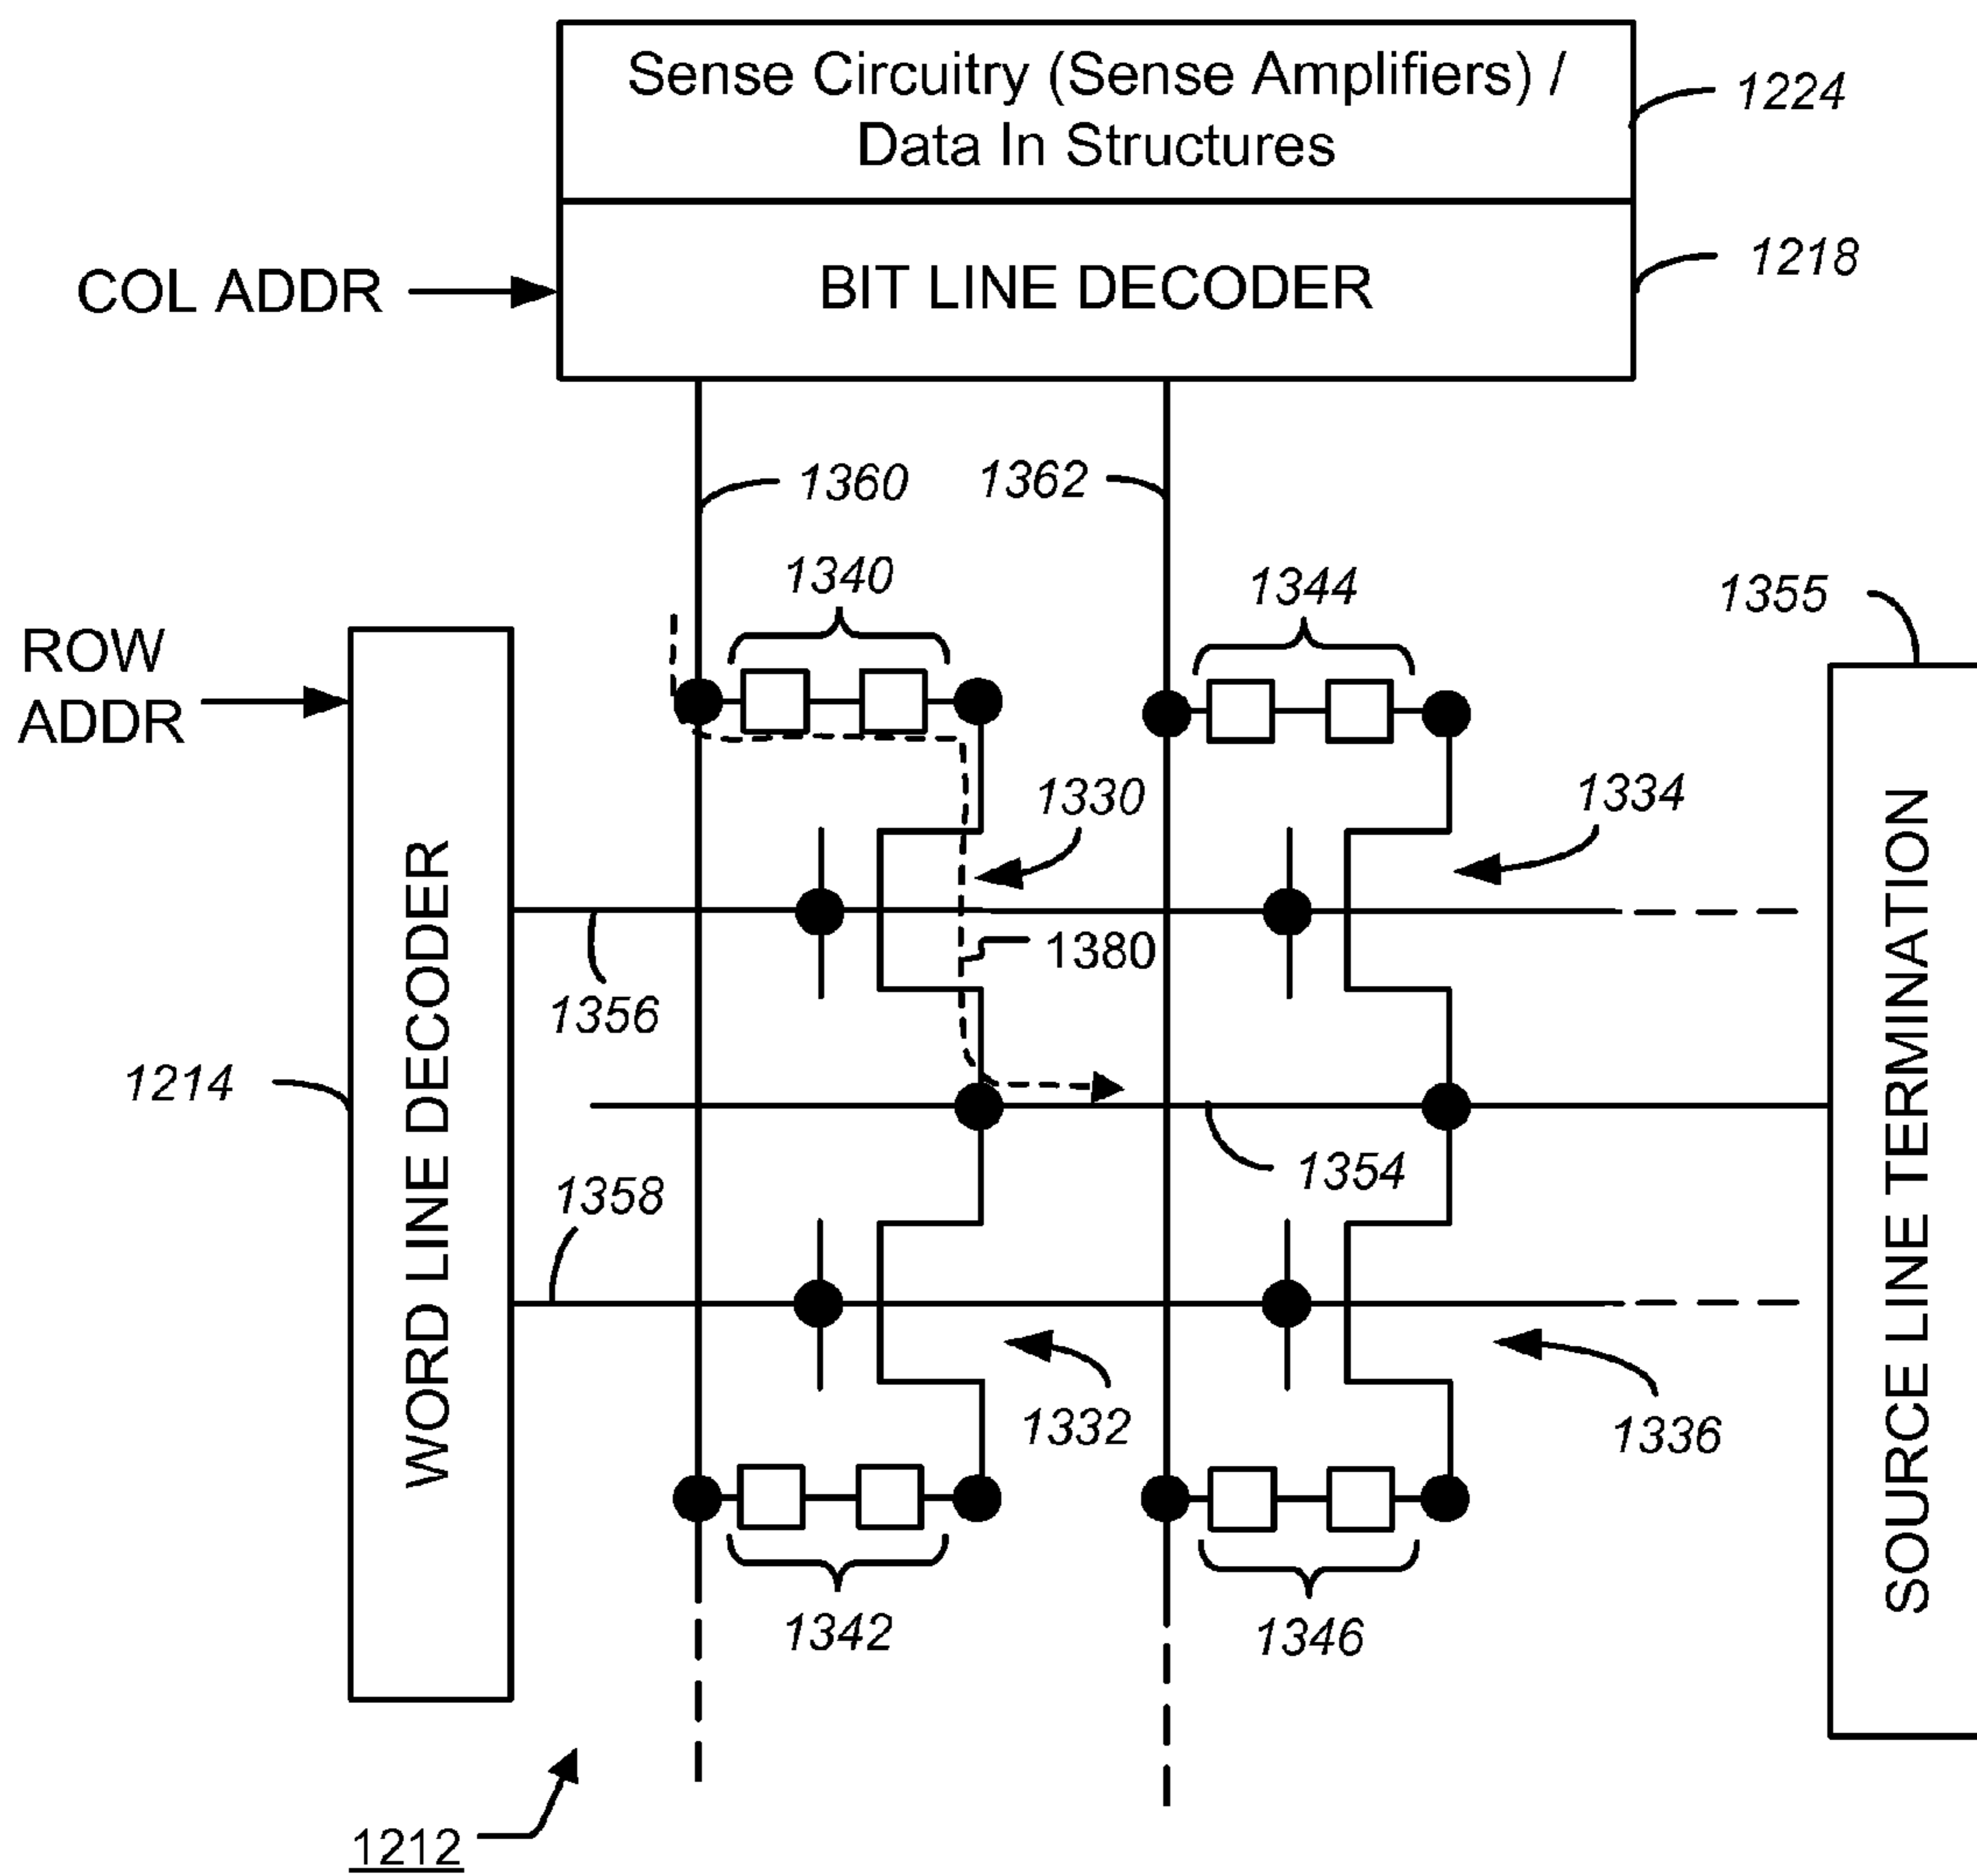 Sense Circuitry (Sense Amplifiers) /
Data In Structures
1224
COL ADDR
BIT LINE DECODER
1218
1360
1362
1340
1344
1355
ROW
ADDR
1330
1334
WORD LINE DECODER
SOURCE LINE TERMINATION
1380
1356
1214
1354
1358
1332
1336
1342
1346
1212